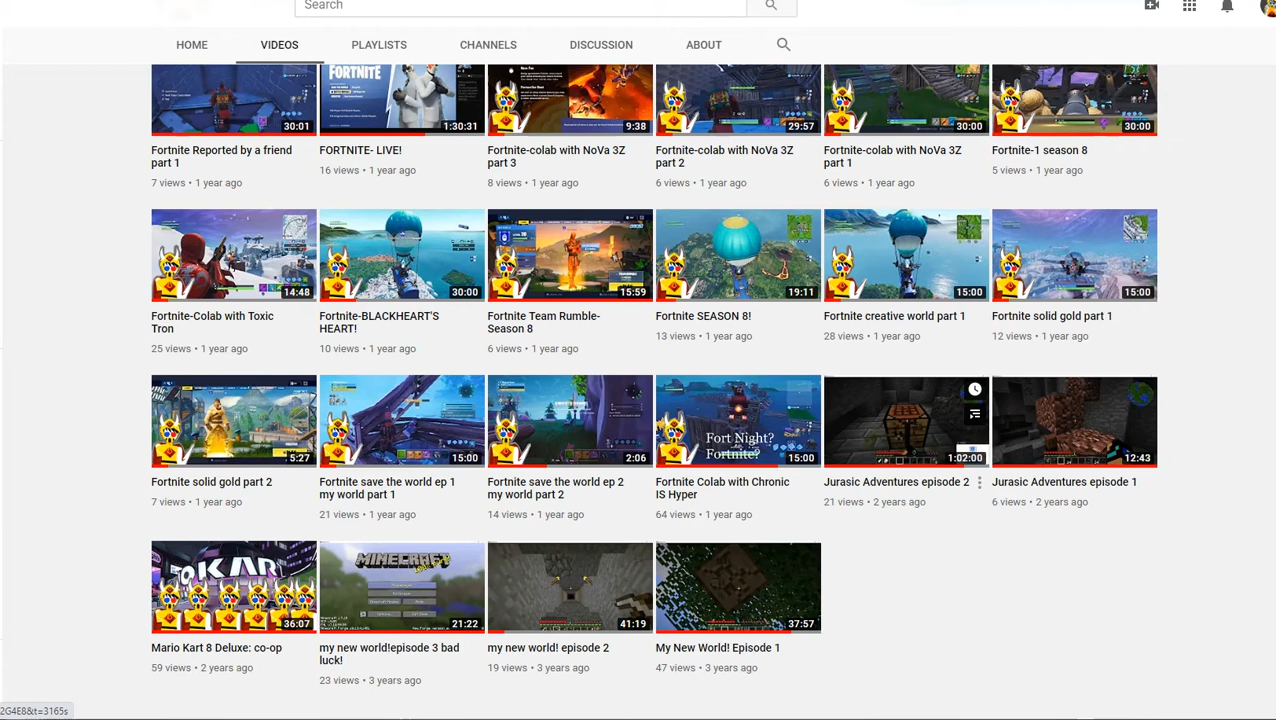 Search
HOME VIDEOS PLAYLISTS CHANNELS DISCUSSION ABOUT
FORTNITE
30:01 1:30:31 9:38 29:57 30:00 30:00
Fortnite Reported by a friend part 1
7 views • 1 year ago
FORTNITE- LIVE!
16 views • 1 year ago
Fortnite-colab with NoVa 3Z part 3
8 views • 1 year ago
Fortnite-colab with NoVa 3Z part 2
6 views • 1 year ago
Fortnite-colab with NoVa 3Z part 1
6 views • 1 year ago
Fortnite-1 season 8
5 views • 1 year ago
14:48 30:00 15:59 19:11 15:00 15:00
Fortnite-Colab with Toxic Tron
25 views • 1 year ago
Fortnite-BLACKHEART'S HEART!
10 views • 1 year ago
Fortnite Team Rumble- Season 8
6 views • 1 year ago
Fortnite SEASON 8!
13 views • 1 year ago
Fortnite creative world part 1
28 views • 1 year ago
Fortnite solid gold part 1
12 views • 1 year ago
Fort Night?
Fortnite?
5:27 15:00 2:06 15:00 1:02:00 12:43
Fortnite solid gold part 2
7 views • 1 year ago
Fortnite save the world ep 1 my world part 1
21 views • 1 year ago
Fortnite save the world ep 2 my world part 2
14 views • 1 year ago
Fortnite Colab with Chronic IS Hyper
64 views • 1 year ago
Jurasic Adventures episode 2
21 views • 2 years ago
Jurasic Adventures episode 1
6 views • 2 years ago
OKAR
MINECRAFT
36:07 21:22 41:19 37:57
Mario Kart 8 Deluxe: co-op
59 views • 2 years ago
my new world!episode 3 bad luck!
23 views • 3 years ago
my new world! episode 2
19 views • 3 years ago
My New World! Episode 1
47 views • 3 years ago
2G4E8&t=3165s